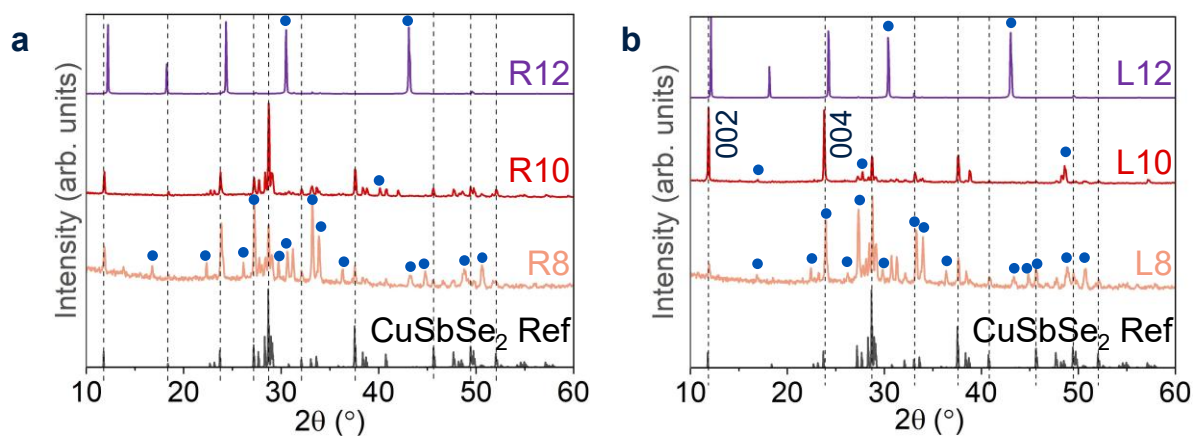 a
Intensity (arb. units)
R12
R10
R8
CuSbSe₂ Ref
10 20 30 40 50 60
2θ (°)
b
Intensity (arb. units)
L12
002
004
L10
L8
CuSbSe₂ Ref
10 20 30 40 50 60
2θ (°)